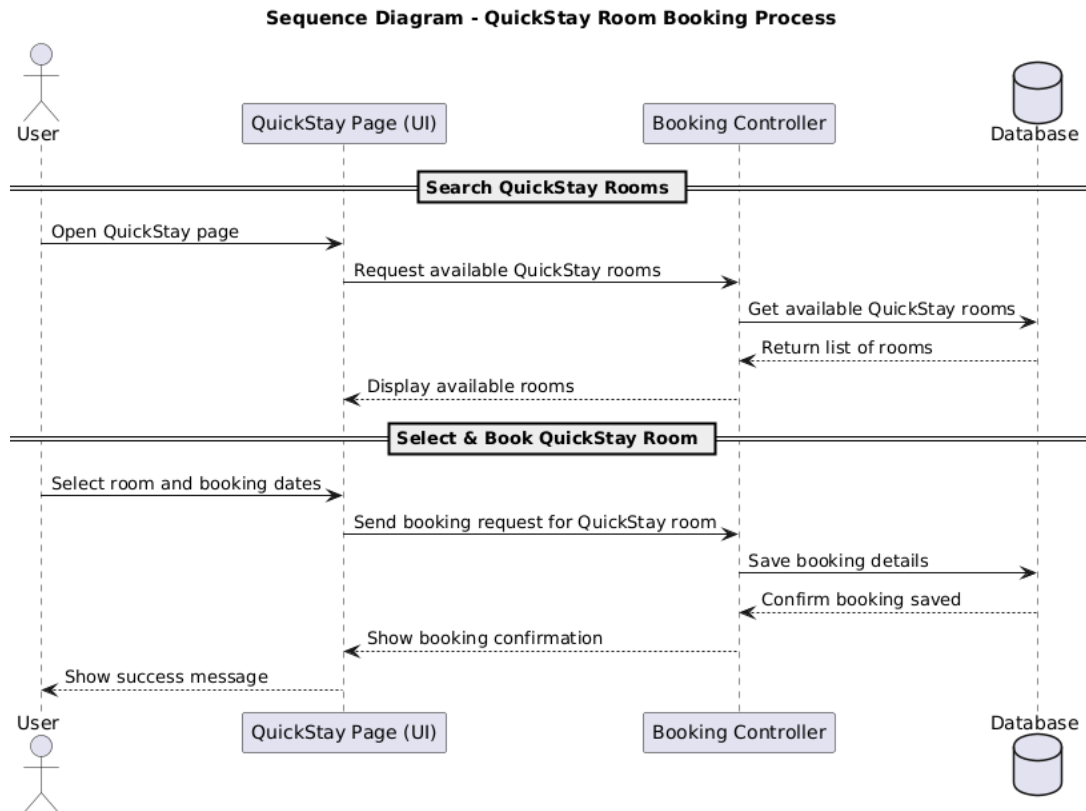 Sequence Diagram - QuickStay Room Booking Process
User
QuickStay Page (UI)
Booking Controller
Database
Search QuickStay Rooms
Open QuickStay page
Request available QuickStay rooms
Get available QuickStay rooms
Return list of rooms
Display available rooms
Select & Book QuickStay Room
Select room and booking dates
Send booking request for QuickStay room
Save booking details
Confirm booking saved
Show booking confirmation
Show success message
User
QuickStay Page (UI)
Booking Controller
Database